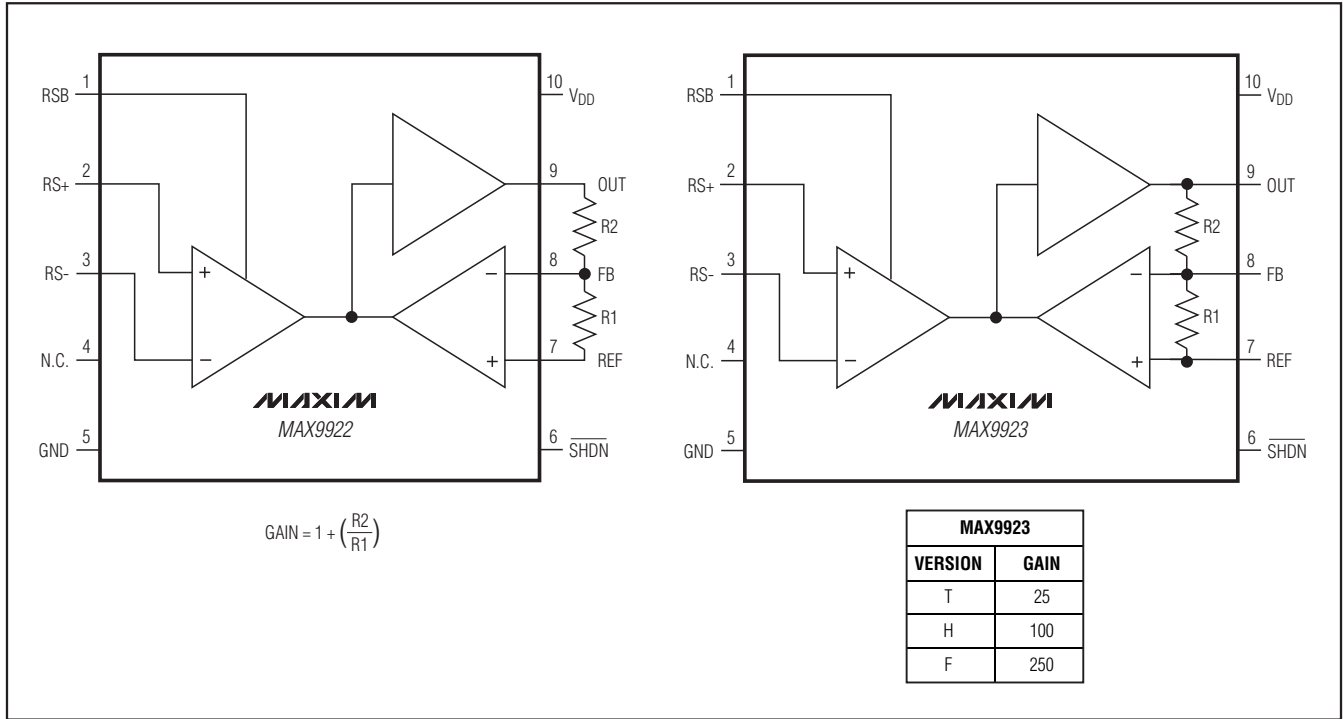 1
RSB
10
VDD
2
RS+
9
OUT
R2
3
RS-
+
−
8
FB
R1
4
N.C.
−
+
7
REF
MAXIM
MAX9922
5
GND
6
SHDN
GAIN = 1 + (R2/R1)
1
RSB
10
VDD
2
RS+
9
OUT
R2
3
RS-
+
−
8
FB
R1
4
N.C.
−
+
7
REF
MAXIM
MAX9923
5
GND
6
SHDN
MAX9923
VERSION GAIN
T 25
H 100
F 250